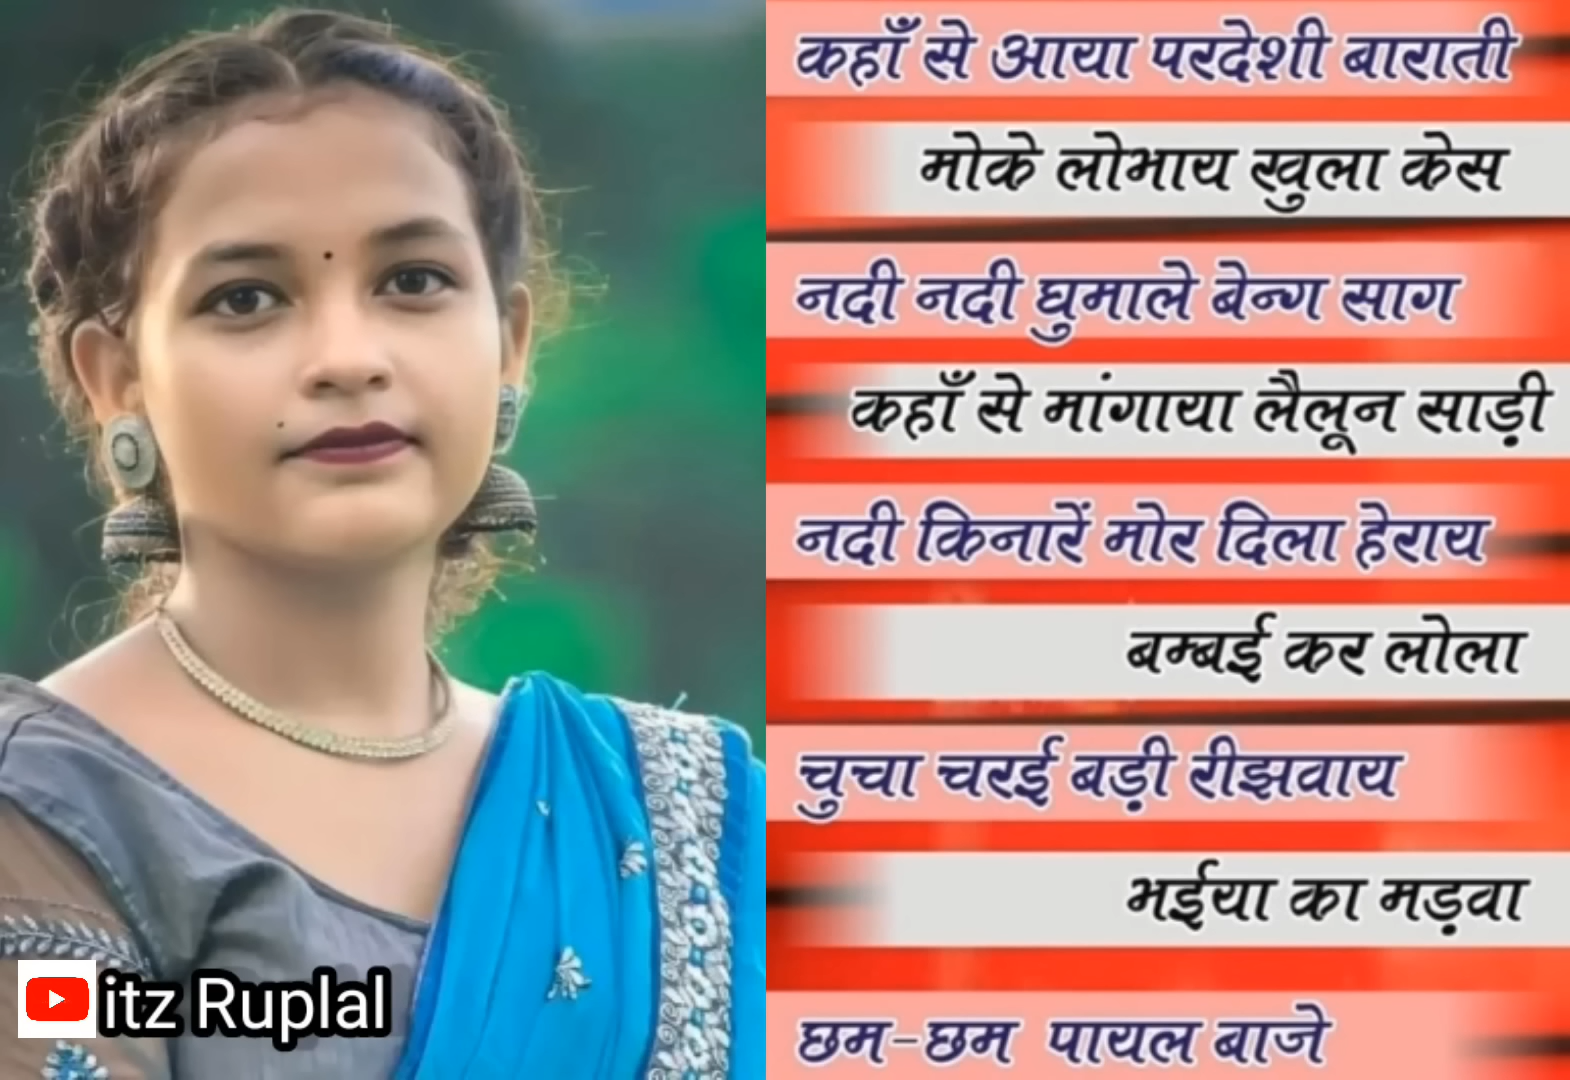 कहाँ से आया परदेशी बाराती
मोके लोभाय खुला केस
नदी नदी घुमाले बेन्ग साग
कहाँ से मांगाया लैलून साड़ी
नदी किनारें मोर दिला हेराय
बम्बई कर लोला
चुचा चरई बड़ी रीझवाय
भईया का मड़वा
छम-छम पायल बाजे
itz Ruplal